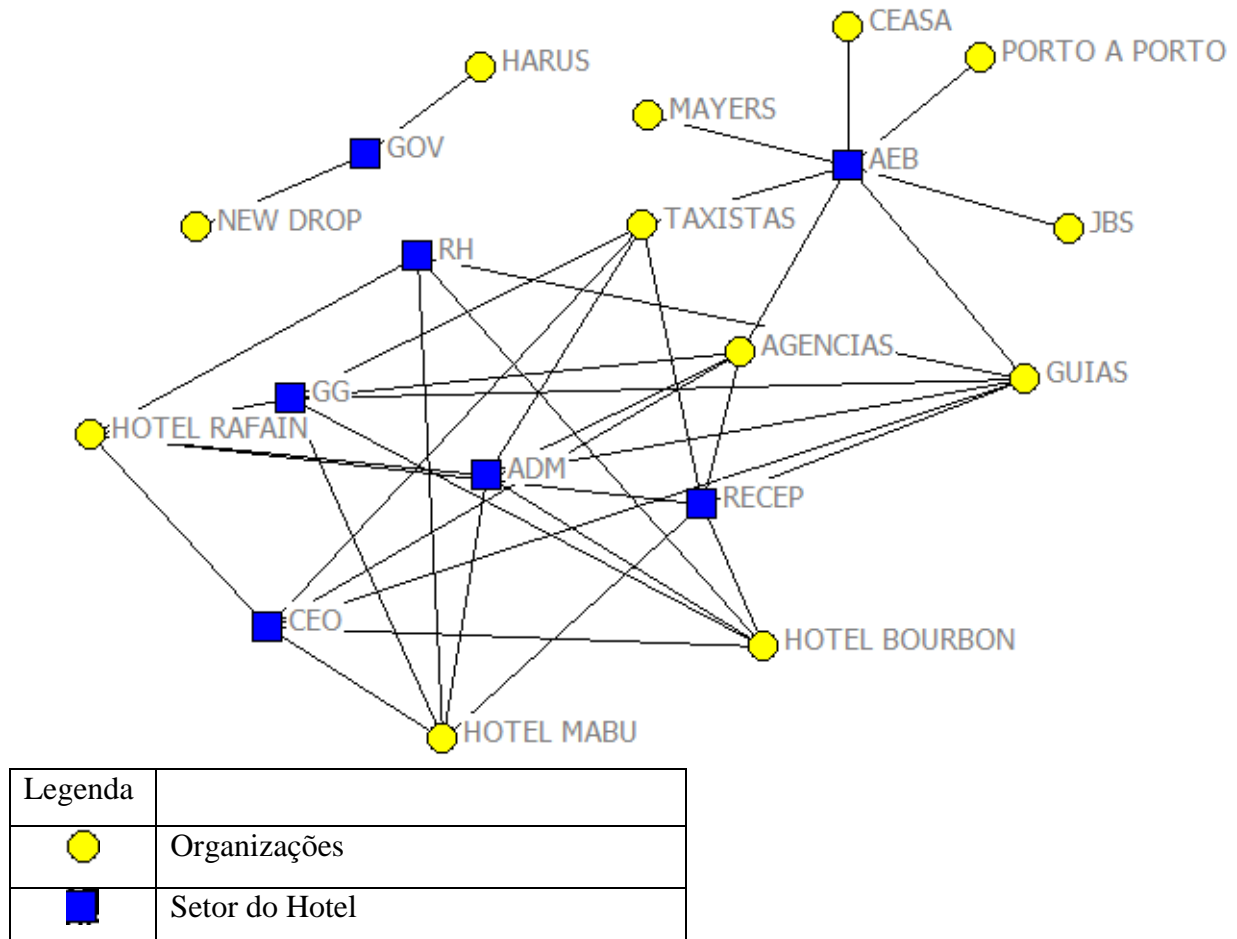 CEASA
PORTO A PORTO
HARUS
MAYERS
GOV
AEB
NEW DROP
TAXISTAS
JBS
RH
AGENCIAS
GUIAS
GG
HOTEL RAFAIN
ADM
RECEP
CEO
HOTEL BOURBON
HOTEL MABU
Legenda
Organizações
Setor do Hotel